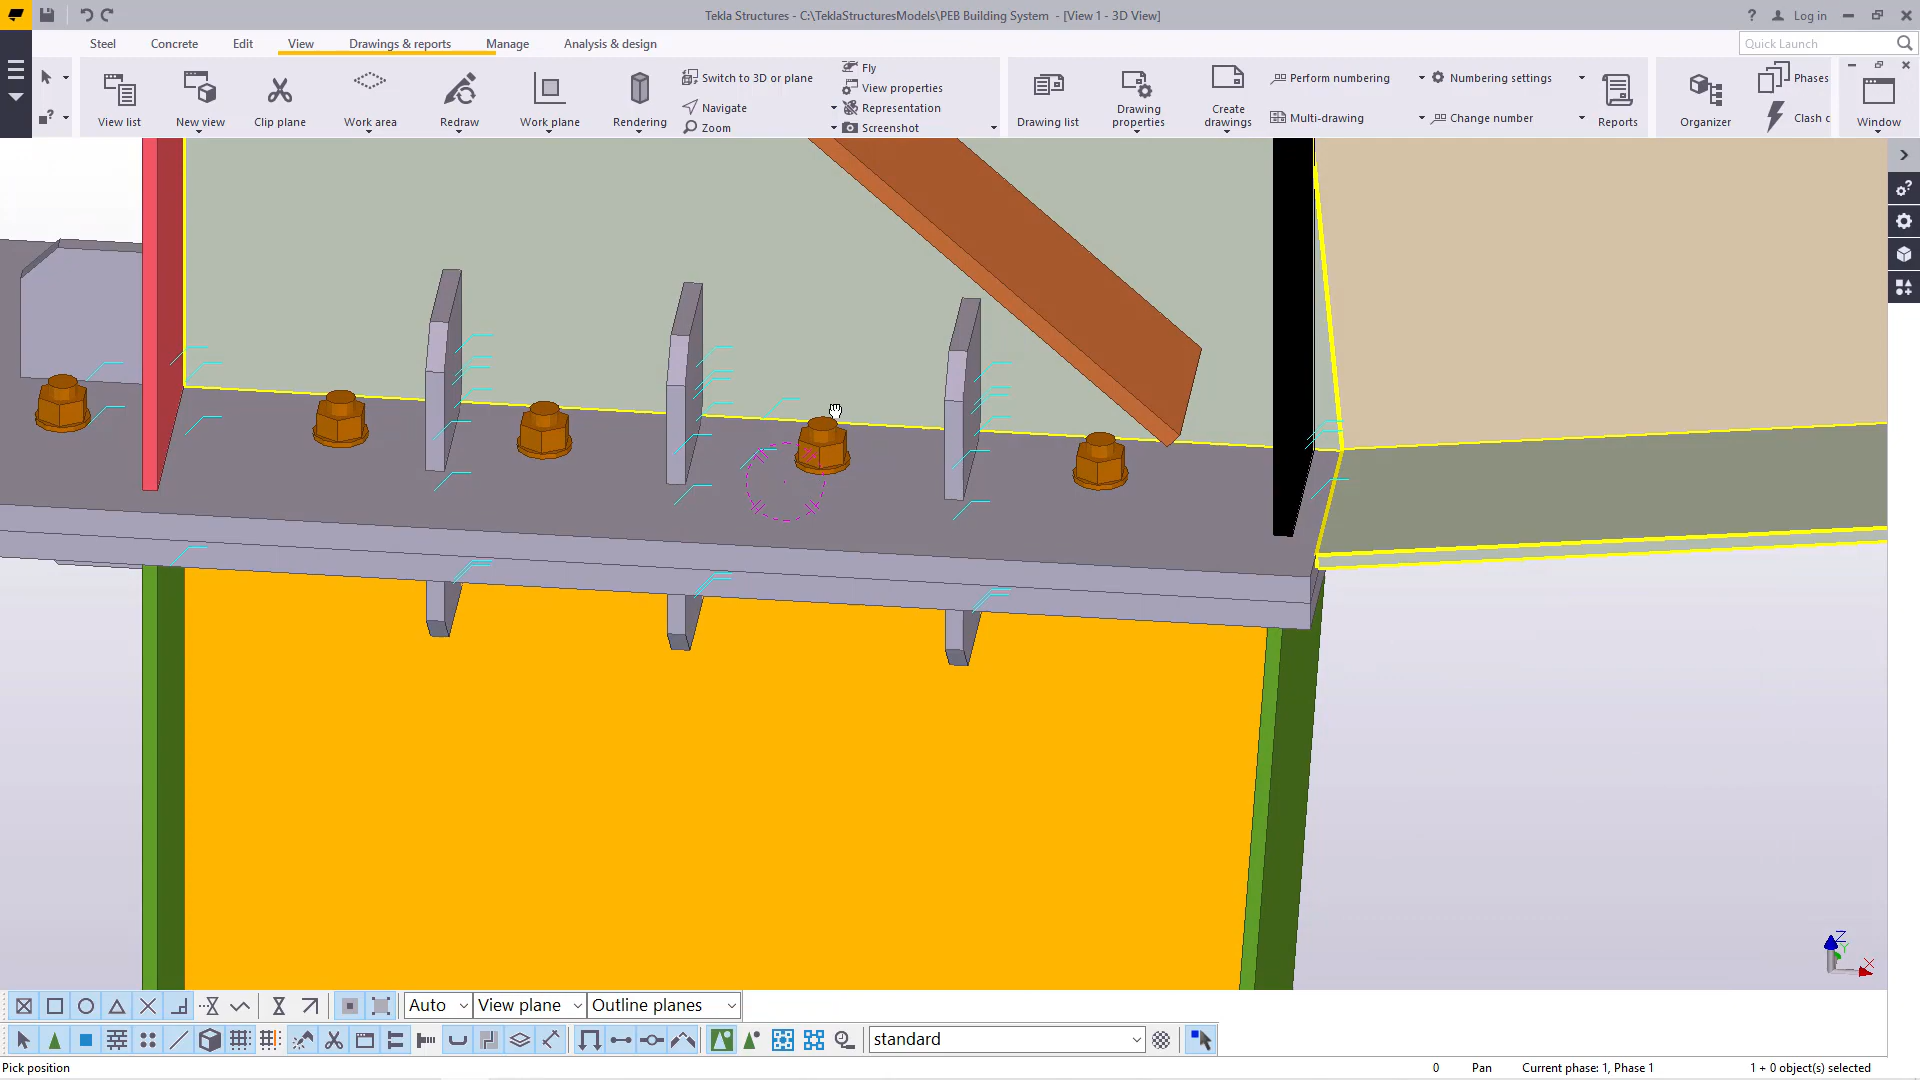 Tekla Structures - C:\TeklaStructuresModels\PEB Building System - [View 1 - 3D View]
Log in
Steel
Concrete
Edit
View
Drawings & reports
Manage
Analysis & design
Quick Launch
View list
New view
Clip plane
Work area
Redraw
Work plane
Rendering
Switch to 3D or plane
Navigate
Zoom
Fly
View properties
Representation
Screenshot
Drawing list
Drawing properties
Create drawings
Perform numbering
Multi-drawing
Numbering settings
Change number
Reports
Organizer
Phases
Clash c
Window
Z
Y
X
Auto
View plane
Outline planes
standard
Pick position
0
Pan
Current phase: 1, Phase 1
1 + 0 object(s) selected